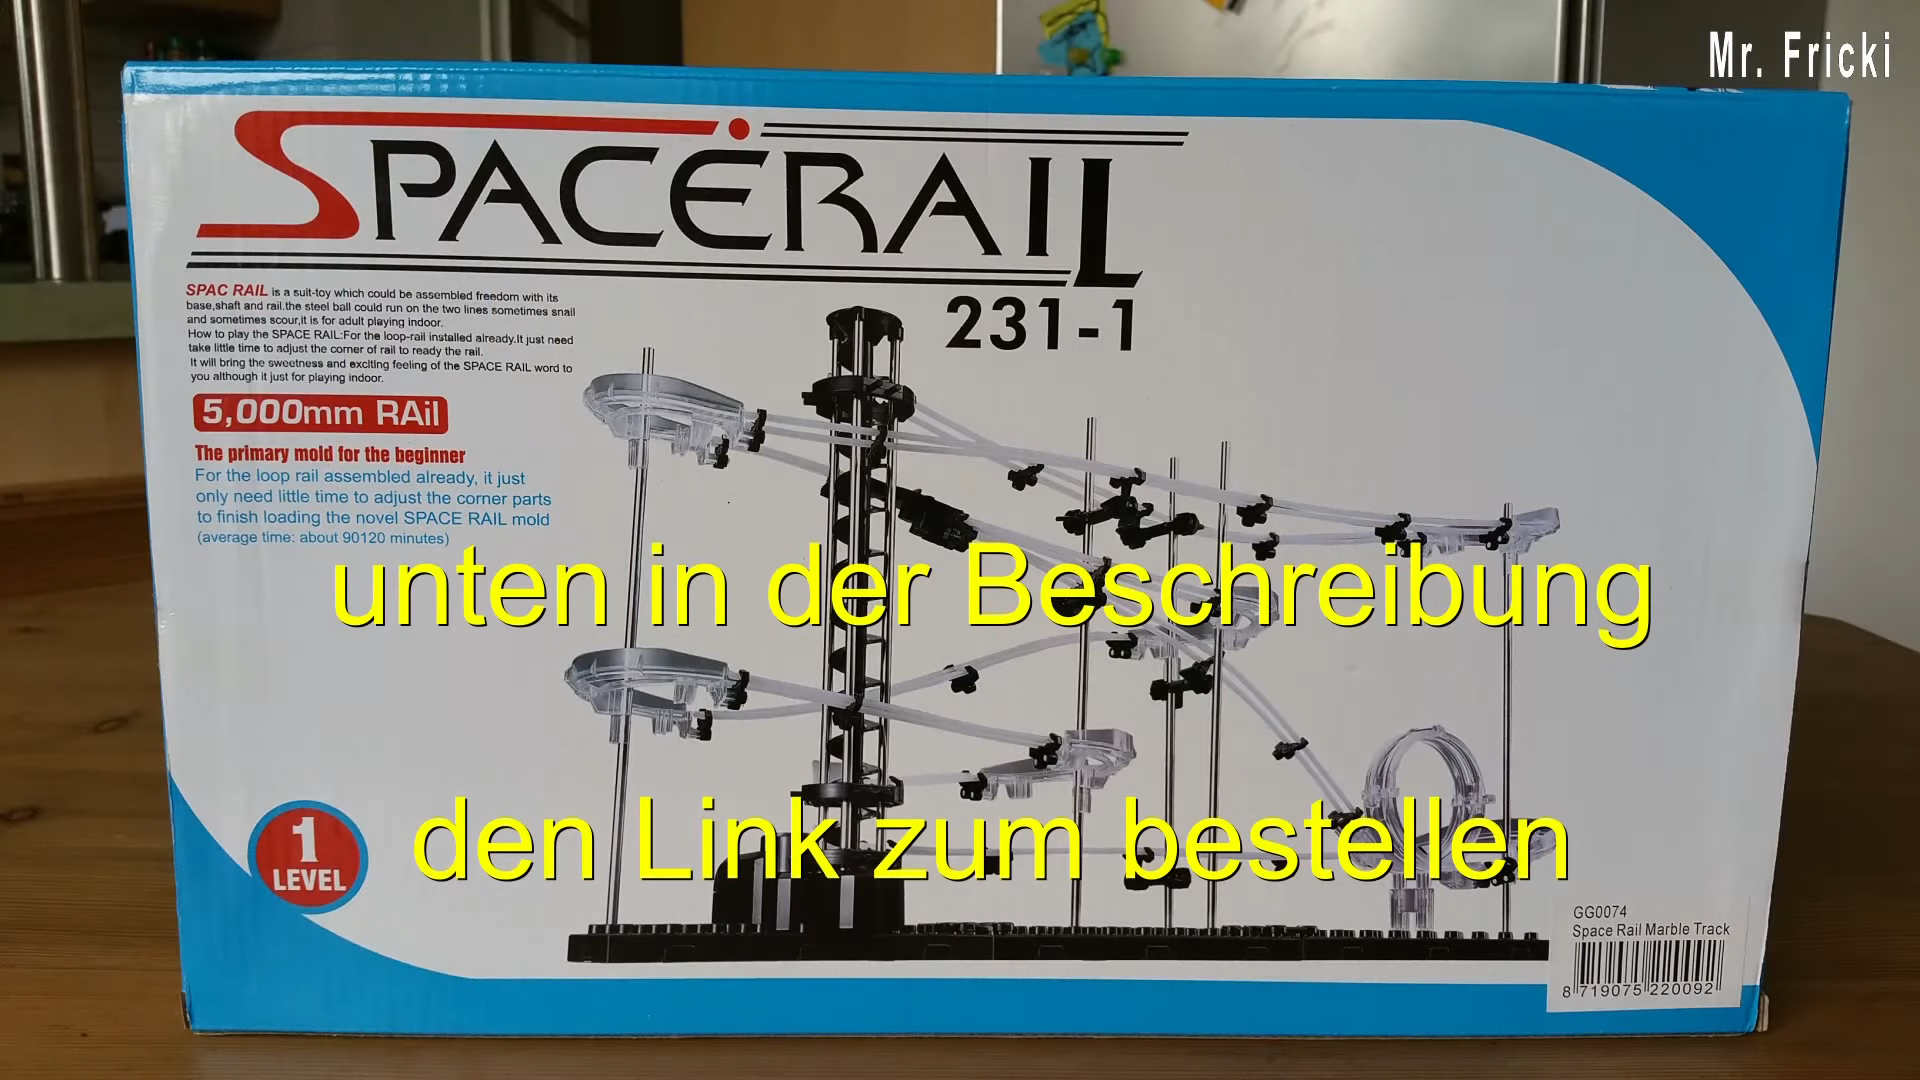 Mr. Fricki
SPACERAIL
231-1
SPAC RAIL is a suit-toy which could be assembled freedom with its
base,shaft and rail.the steel ball could run on the two lines sometimes snail
and sometimes scour,it is for adult playing indoor.
How to play the SPACE RAIL:For the loop-rail installed already.It just need
take little time to adjust the corner of rail to ready the rail.
It will bring the sweetness and exciting feeling of the SPACE RAIL word to
you although it just for playing indoor.
5,000mm RAil
The primary mold for the beginner
For the loop rail assembled already, it just
only need little time to adjust the corner parts
to finish loading the novel SPACE RAIL mold
(average time: about 90120 minutes)
unten in der Beschreibung
den Link zum bestellen
1
LEVEL
GG0074
Space Rail Marble Track
8 719075 220092